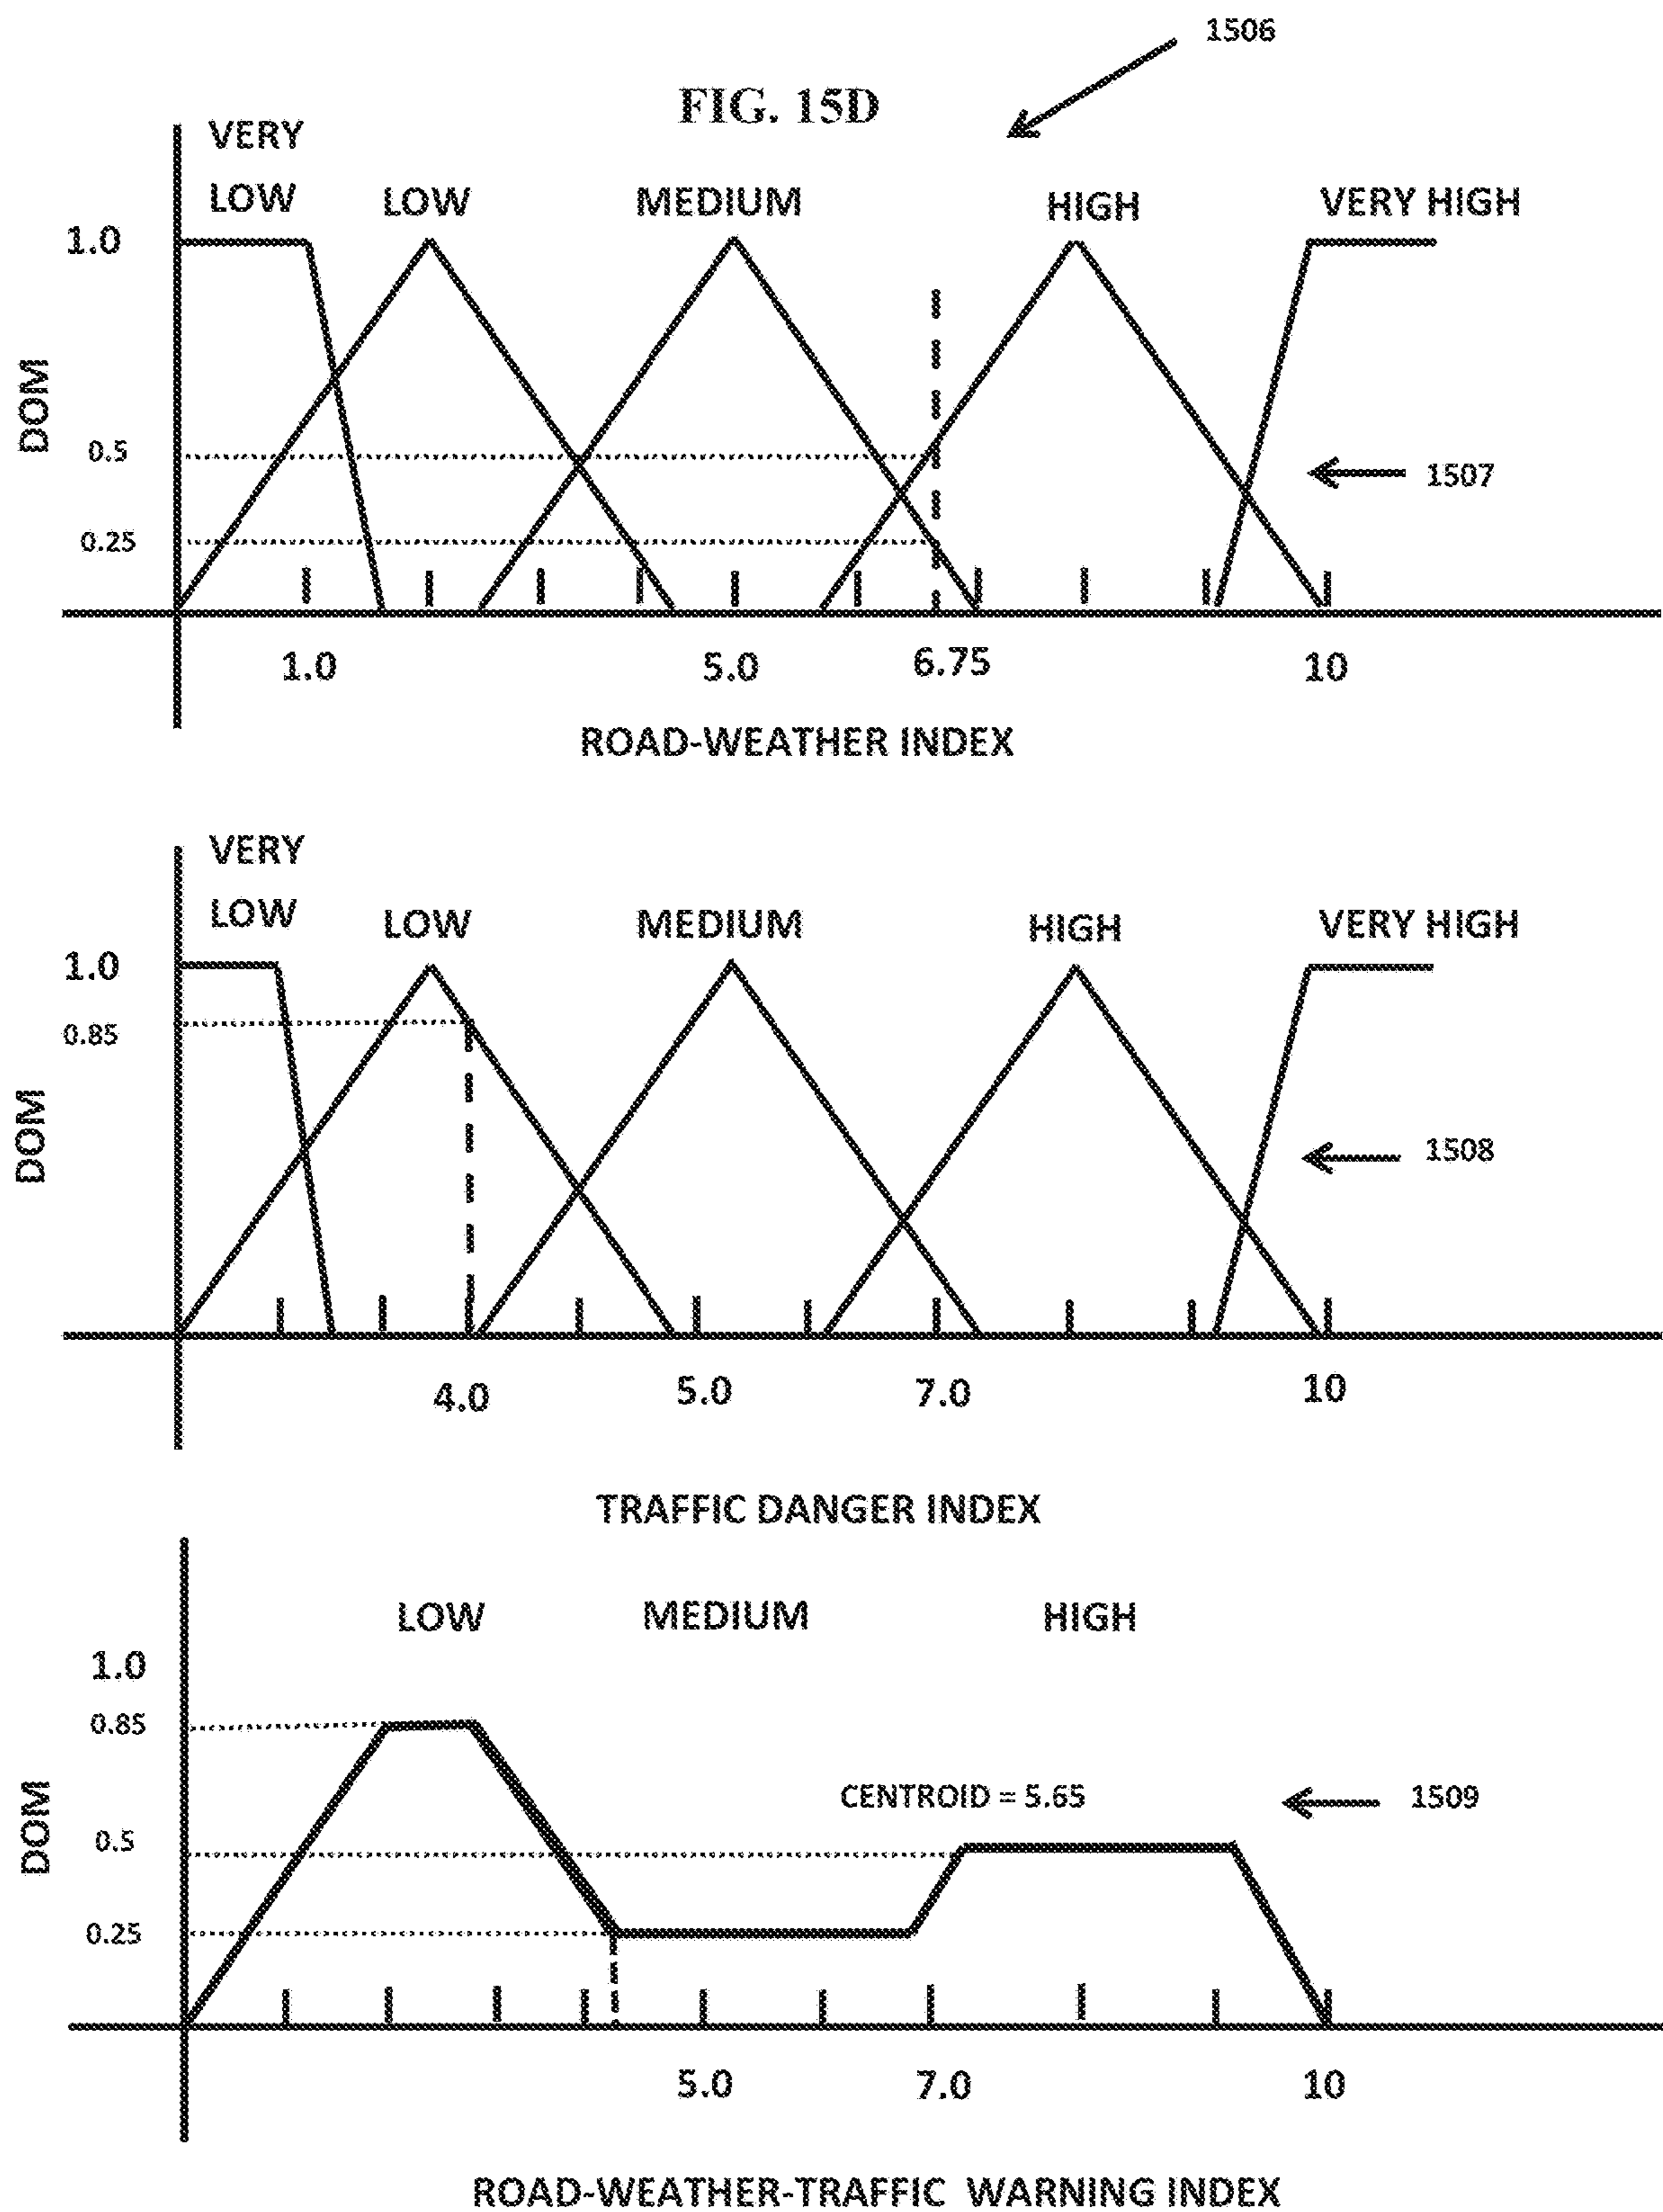 1506
FIG. 15D
VERY
LOW
LOW
MEDIUM
HIGH
VERY HIGH
1.0
DOM
0.5
1507
0.25
1.0
5.0
6.75
10
ROAD-WEATHER INDEX
VERY
LOW
LOW
MEDIUM
HIGH
VERY HIGH
1.0
0.85
DOM
1508
4.0
5.0
7.0
10
TRAFFIC DANGER INDEX
LOW
MEDIUM
HIGH
1.0
0.85
CENTROID = 5.65
1509
DOM
0.5
0.25
5.0
7.0
10
ROAD-WEATHER-TRAFFIC WARNING INDEX